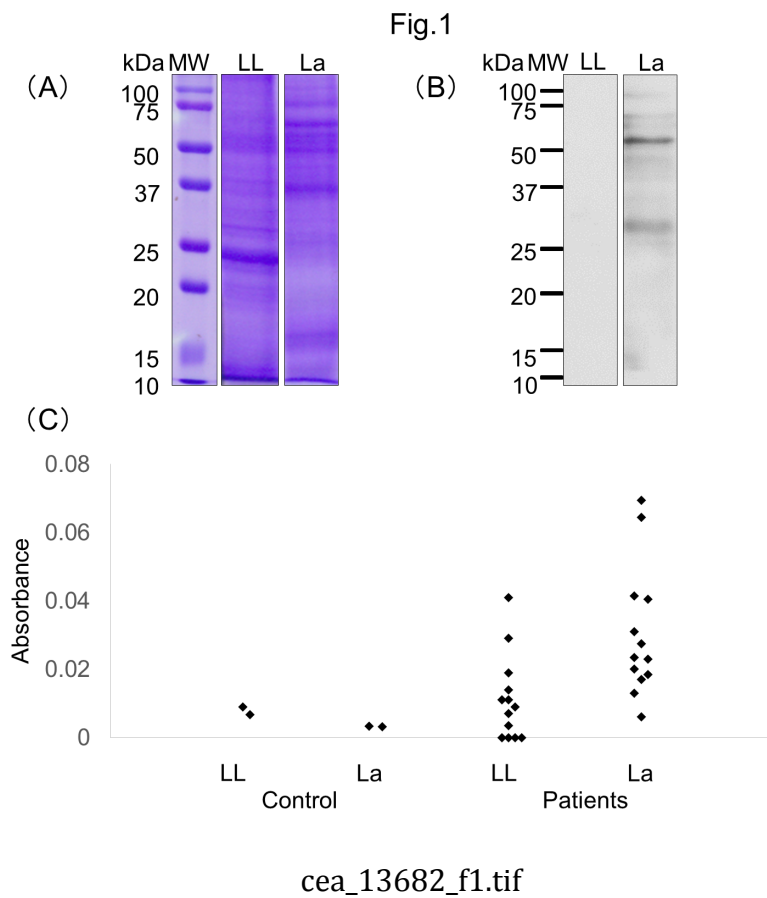 Fig.1
(A)
kDa MW LL La
100
75
50
37
25
20
15
10
(B)
kDa MW LL La
100
75
50
37
25
20
15
10
(C)
Absorbance
0.08
0.06
0.04
0.02
0
LL La LL La
Control Patients
cea_13682_f1.tif